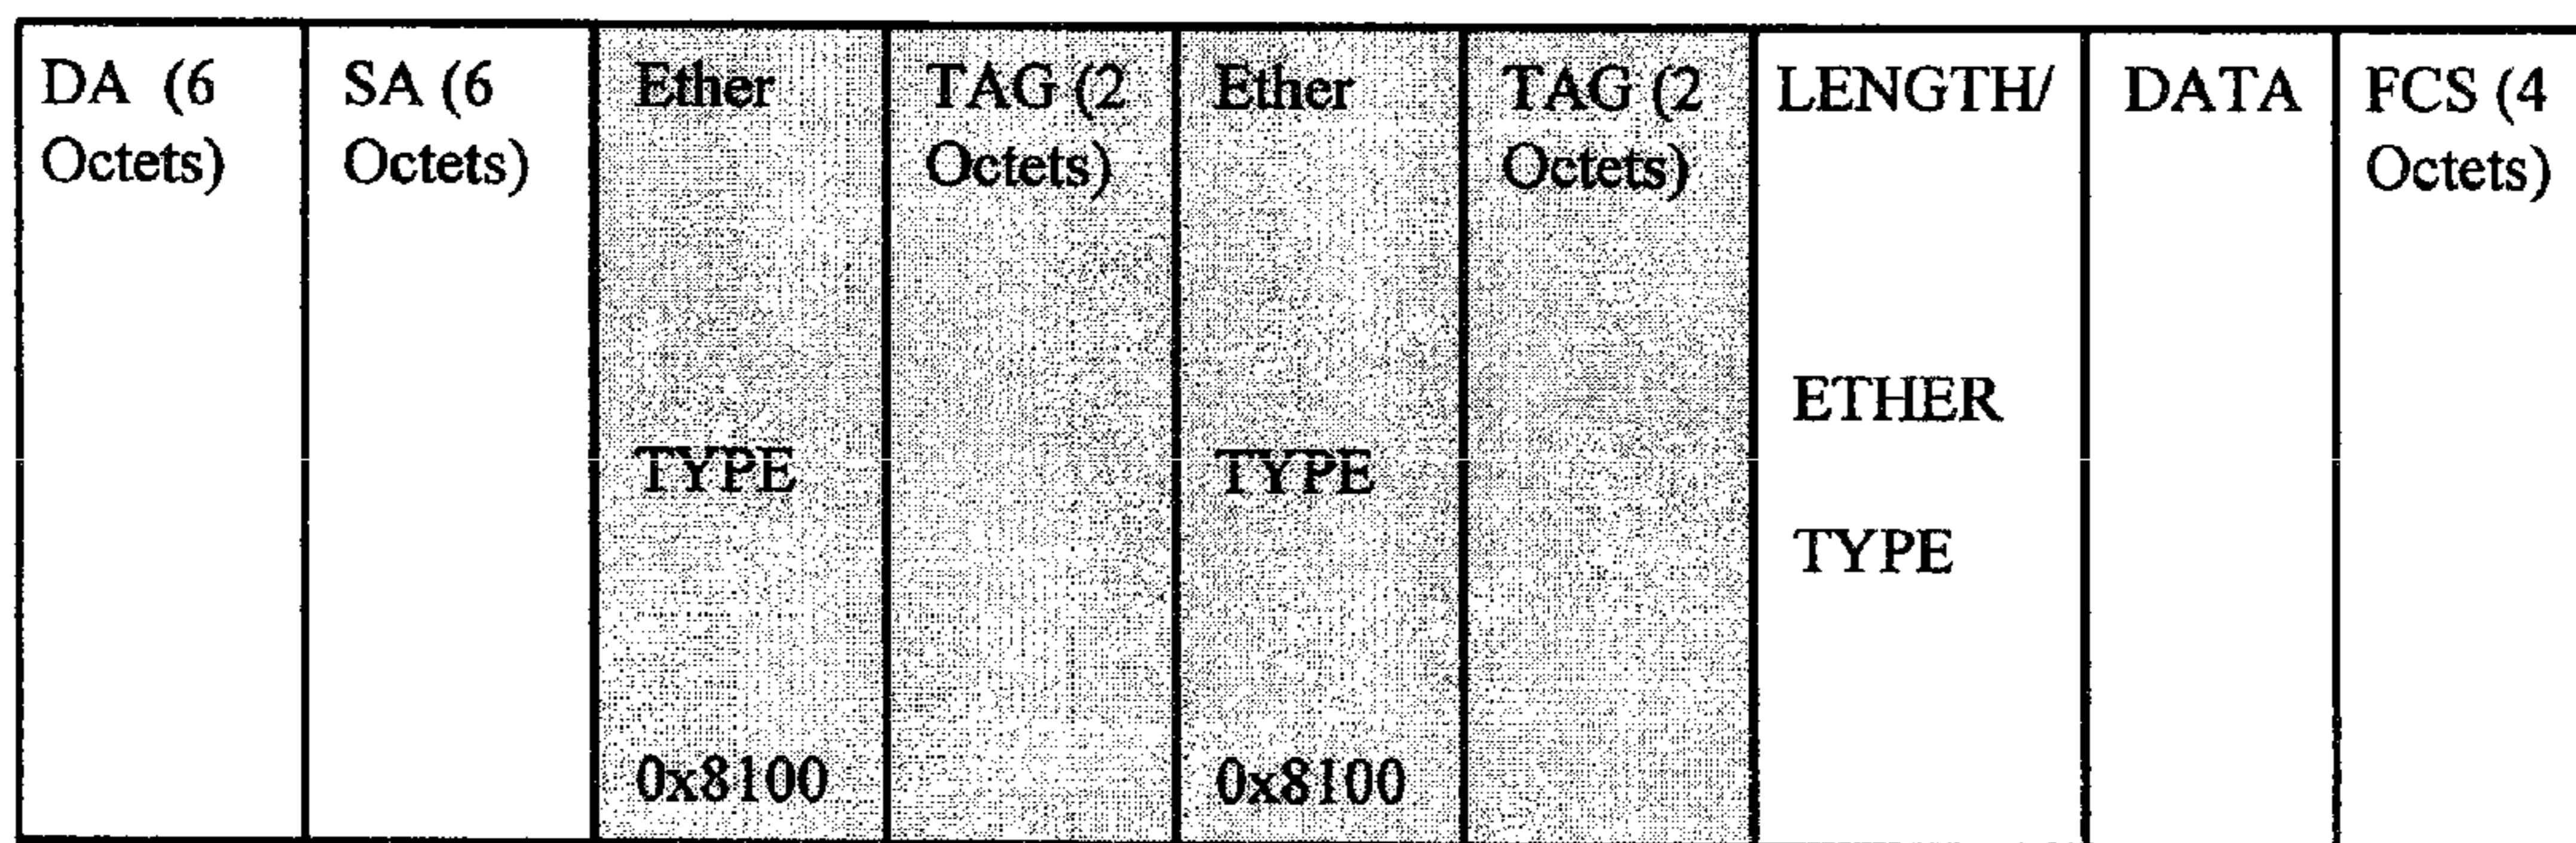 DA (6
Octets)
SA (6
Octets)
Ether
TYPE
0x8100
TAG (2
Octets)
Ether
TYPE
0x8100
TAG (2
Octets)
LENGTH/
ETHER
TYPE
DATA
FCS (4
Octets)